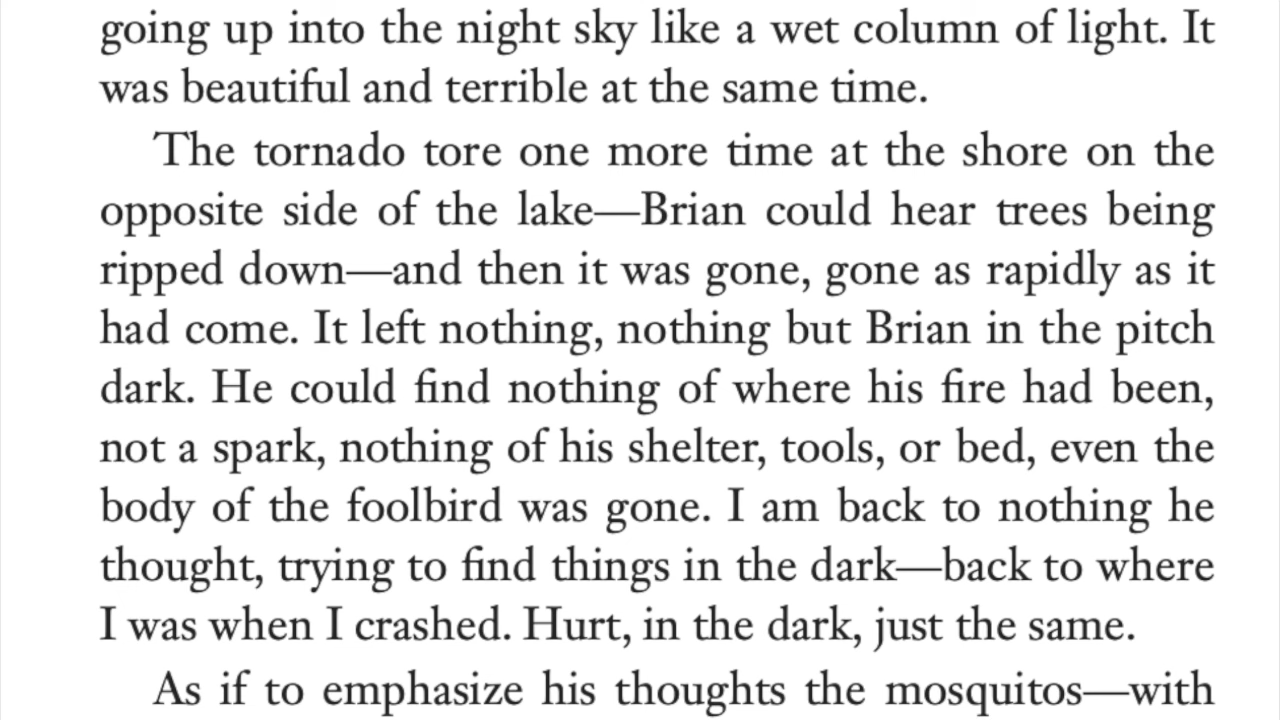 going up into the night sky like a wet column of light. It
was beautiful and terrible at the same time.
The tornado tore one more time at the shore on the
opposite side of the lake—Brian could hear trees being
ripped down—and then it was gone, gone as rapidly as it
had come. It left nothing, nothing but Brian in the pitch
dark. He could find nothing of where his fire had been,
not a spark, nothing of his shelter, tools, or bed, even the
body of the foolbird was gone. I am back to nothing he
thought, trying to find things in the dark—back to where
I was when I crashed. Hurt, in the dark, just the same.
As if to emphasize his thoughts the mosquitos—with